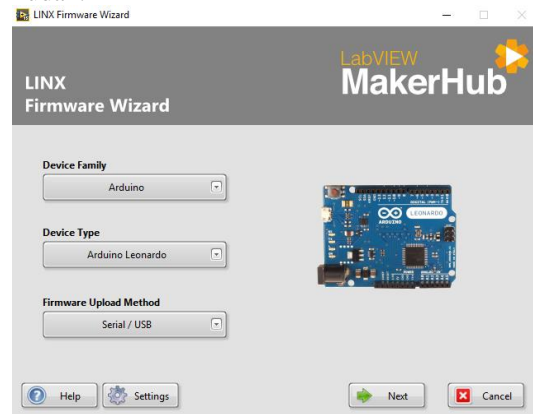 LINX Firmware Wizard
LabVIEW
MakerHub
LINX
Firmware Wizard
Device Family
Arduino
Device Type
Arduino Leonardo
Firmware Upload Method
Serial / USB
ARDUINO
LEONARDO
Help
Settings
Next
Cancel